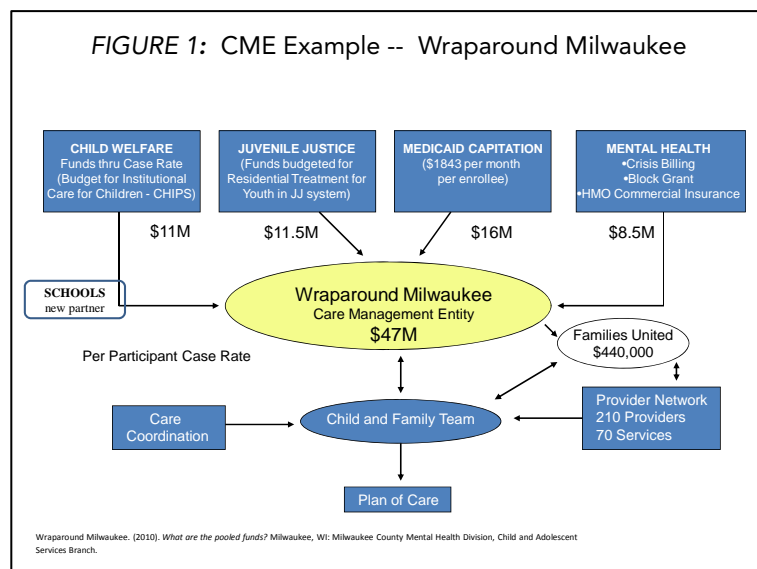 FIGURE 1: CME Example -- Wraparound Milwaukee
CHILD WELFARE
Funds thru Case Rate
(Budget for Institutional
Care for Children - CHIPS)
JUVENILE JUSTICE
(Funds budgeted for
Residential Treatment for
Youth in JJ system)
MEDICAID CAPITATION
($1843 per month
per enrollee)
MENTAL HEALTH
•Crisis Billing
•Block Grant
•HMO Commercial Insurance
$11M
$11.5M
$16M
$8.5M
SCHOOLS
new partner
Wraparound Milwaukee
Care Management Entity
$47M
Families United
$440,000
Per Participant Case Rate
Care
Coordination
Child and Family Team
Provider Network
210 Providers
70 Services
Plan of Care
Wraparound Milwaukee. (2010). What are the pooled funds? Milwaukee, WI: Milwaukee County Mental Health Division, Child and Adolescent
Services Branch.